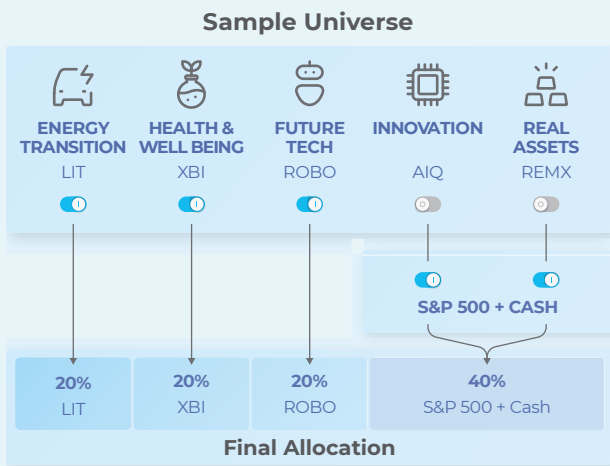 Sample Universe
ENERGY TRANSITION
LIT
HEALTH & WELL BEING
XBI
FUTURE TECH
ROBO
INNOVATION
AIQ
REAL ASSETS
REMX
S&P 500 + CASH
20%
LIT
20%
XBI
20%
ROBO
40%
S&P 500 + Cash
Final Allocation